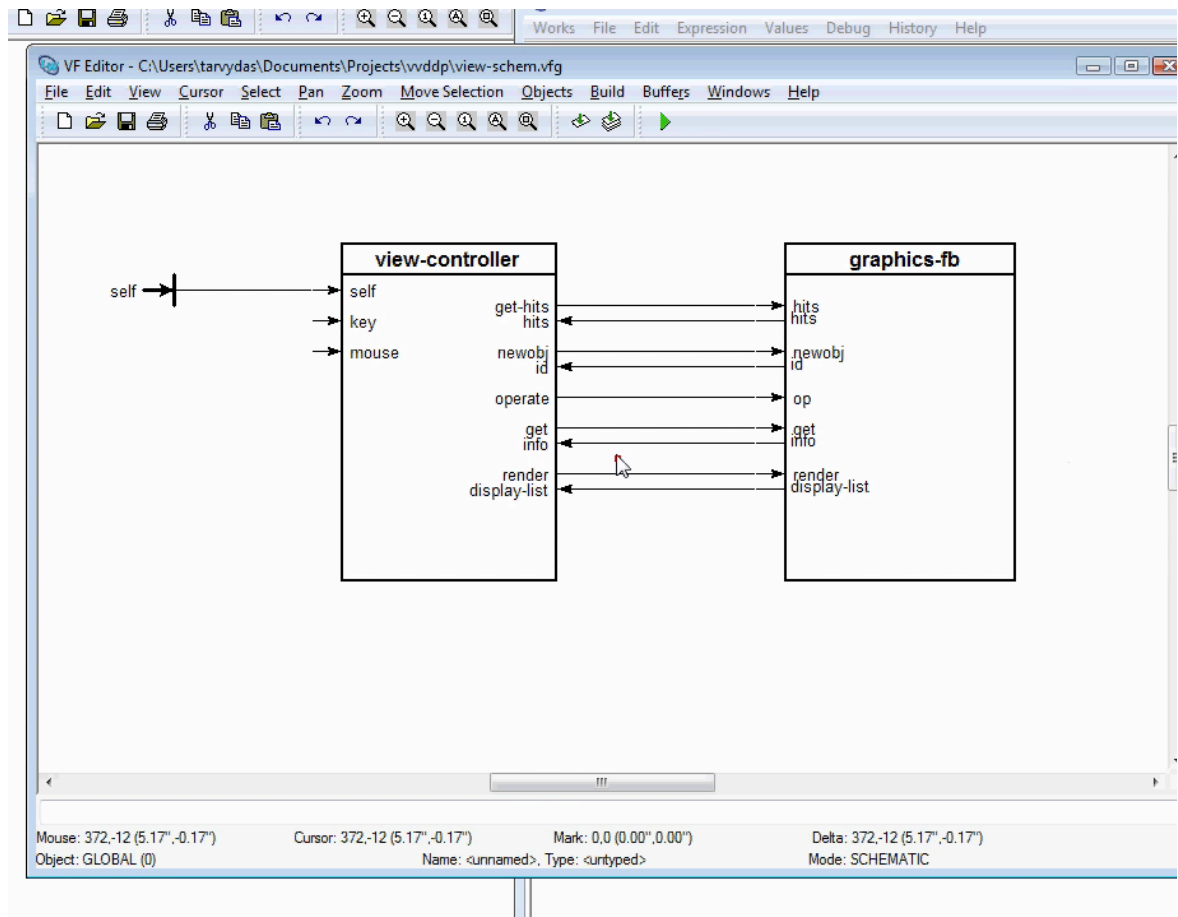 Works File Edit Expression Values Debug History Help
VF Editor - C:\Users\tarvydas\Documents\Projects\vvddp\view-schem.vfg
File Edit View Cursor Select Pan Zoom Move Selection Objects Build Buffers Windows Help
view-controller
graphics-fb
self
self
key
mouse
get-hits
hits
newobj
id
operate
get
info
render
display-list
.hits
hits
.newobj
id
op
.get
info
render
display-list
Mouse: 372,-12 (5.17",-0.17") Cursor: 372,-12 (5.17",-0.17") Mark: 0,0 (0.00",0.00") Delta: 372,-12 (5.17",-0.17")
Object: GLOBAL (0) Name: <unnamed>, Type: <untyped> Mode: SCHEMATIC